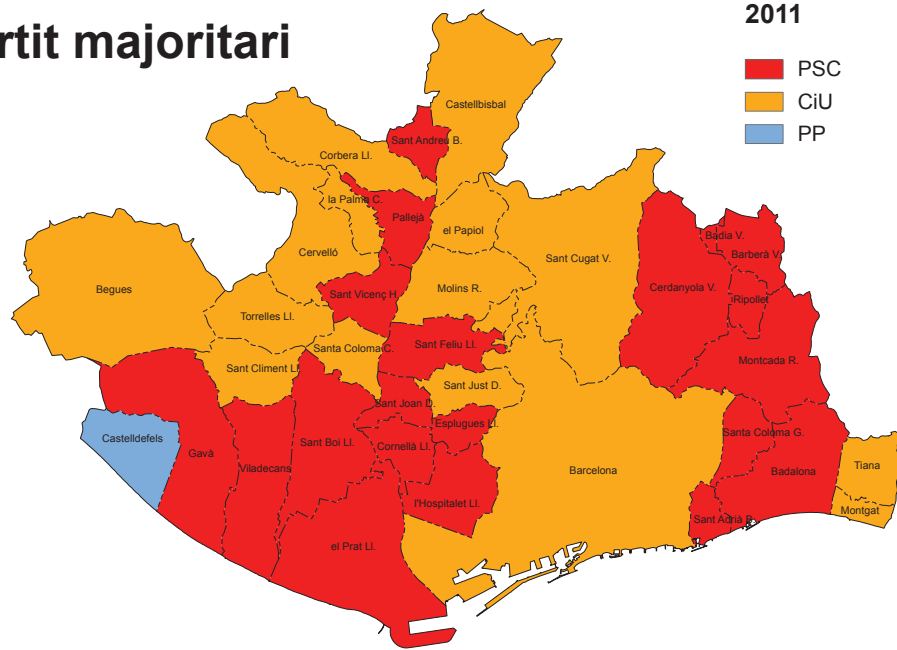 rtit majoritari
2011
PSC
CiU
PP
Castellbisbal
Sant Andreu B.
Corbera Ll.
la Palma C.
Pallejà
el Papiol
Cervelló
Sant Cugat V.
Badia V.
Barberà V.
Begues
Sant Vicenç H.
Molins R.
Cerdanyola V.
Ripollet
Torrelles Ll.
Santa Coloma C.
Sant Feliu Ll.
Montcada R.
Sant Climent Ll
Sant Just D.
Sant Joan D.
Castelldefels
Gavà
Viladecans
Sant Boi Ll.
Cornellà Ll.
Esplugues Ll.
Barcelona
Santa Coloma G.
Badalona
Tiana
l'Hospitalet Ll.
Sant Adrià B.
Montgat
el Prat Ll.